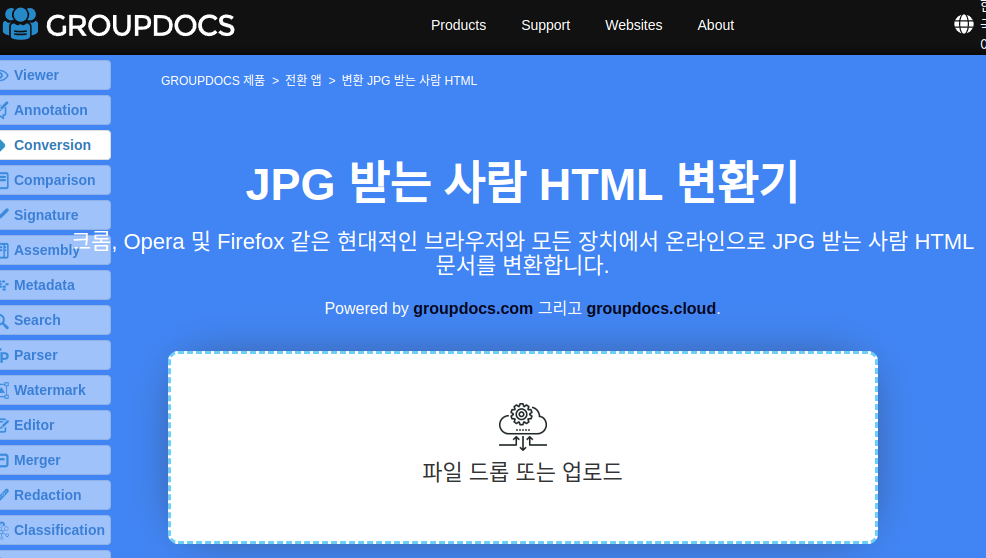 GROUPDOCS
Products Support Websites About
GROUPDOCS 제품 > 전환 앱 > 변환 JPG 받는 사람 HTML
Viewer
Annotation
Conversion
Comparison
Signature
Assembly
Metadata
Search
Parser
Watermark
Editor
Merger
Redaction
Classification
JPG 받는 사람 HTML 변환기
크롬, Opera 및 Firefox 같은 현대적인 브라우저와 모든 장치에서 온라인으로 JPG 받는 사람 HTML
문서를 변환합니다.
Powered by groupdocs.com 그리고 groupdocs.cloud.
파일 드롭 또는 업로드